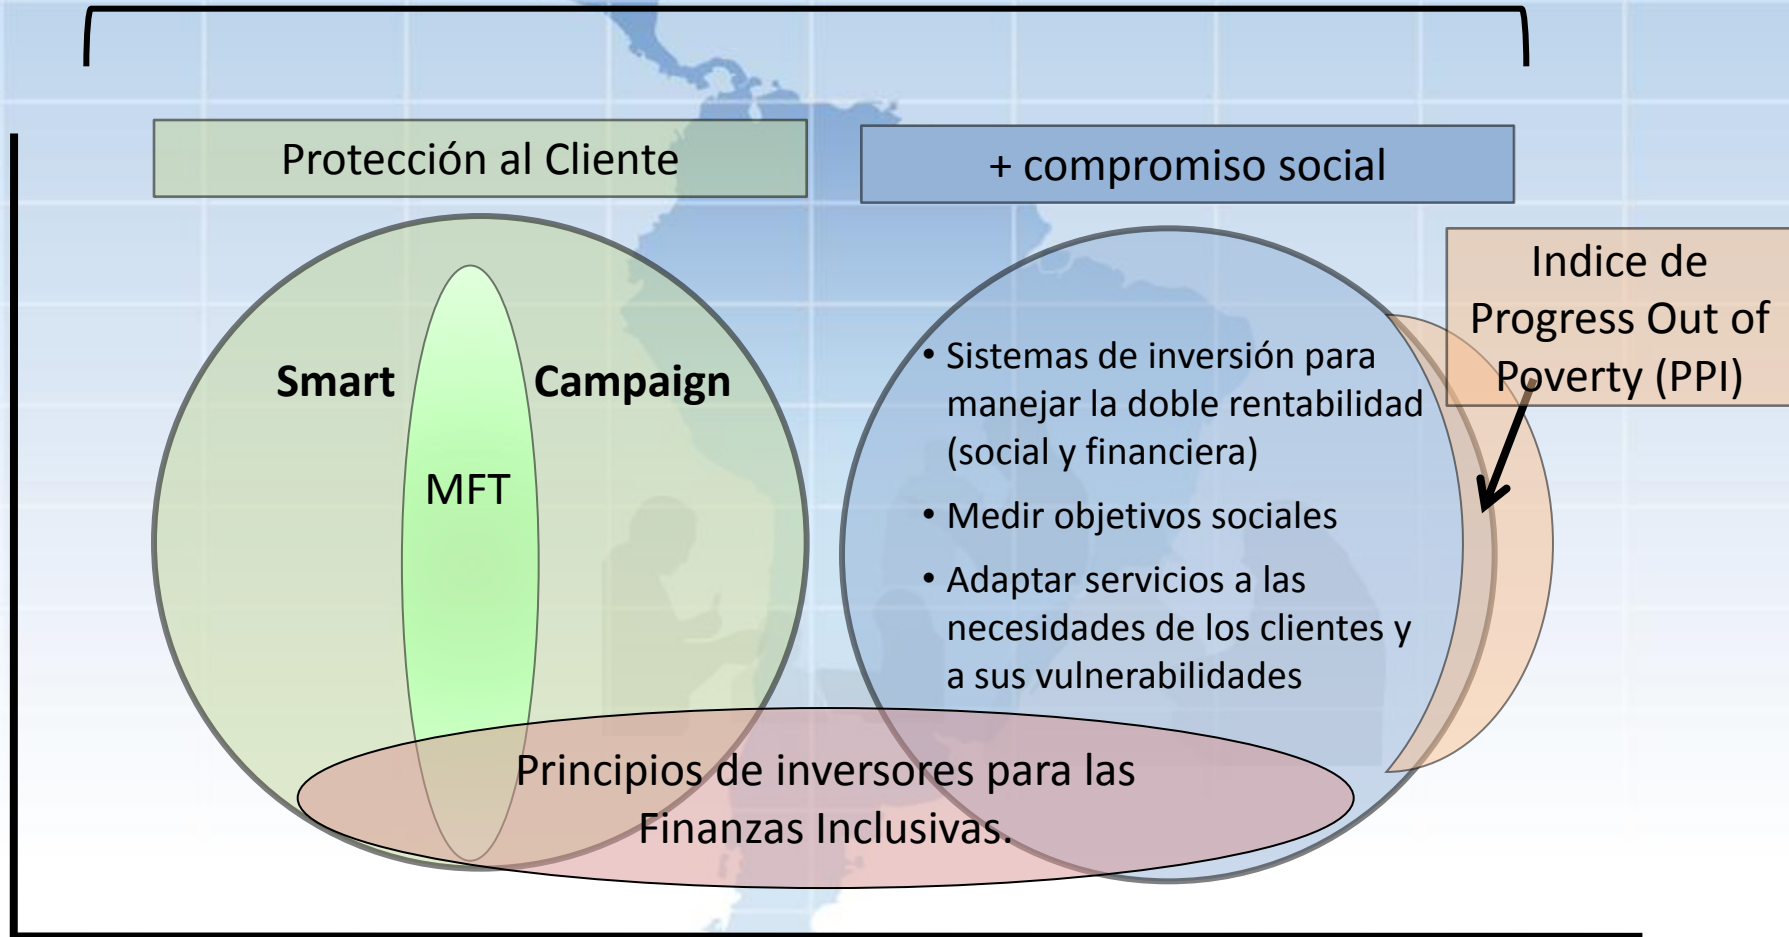 Protección al Cliente
+ compromiso social
Indice de
Progress Out of
Poverty (PPI)
Smart Campaign
MFT
• Sistemas de inversión para
manejar la doble rentabilidad
(social y financiera)
• Medir objetivos sociales
• Adaptar servicios a las
necesidades de los clientes y
a sus vulnerabilidades
Principios de inversores para las
Finanzas Inclusivas.